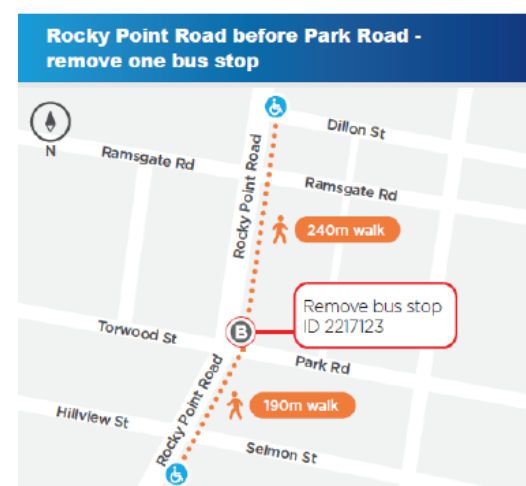 Rocky Point Road before Park Road -
remove one bus stop
N
Dillon St
Ramsgate Rd
Ramsgate Rd
Rocky Point Road
240m walk
Remove bus stop
ID 2217123
B
Torwood St
Park Rd
Rocky Point Road
190m walk
Hillview St
Selmon St